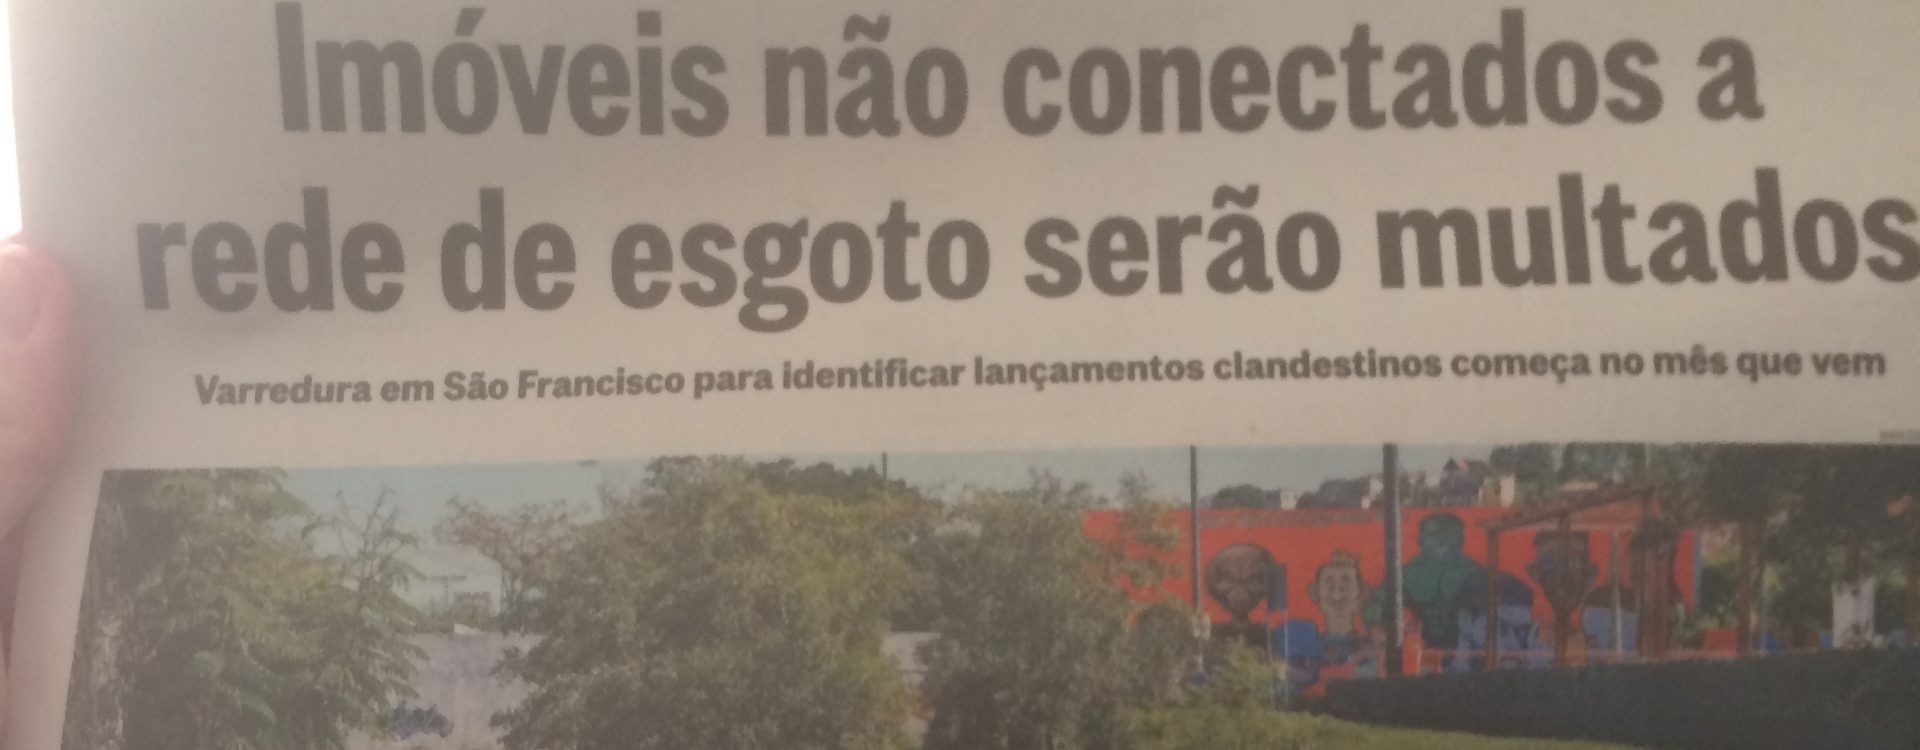 Imóveis não conectados a
rede de esgoto serão multados
Varredura em São Francisco para identificar lançamentos clandestinos começa no mês que vem